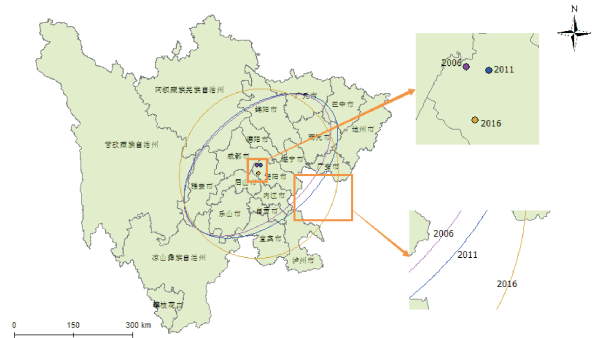 N
2006
2011
2016
阿坝藏族羌族自治州
广元市
巴中市
绵阳市
达州市
德阳市
南充市
甘孜藏族自治州
成都市
遂宁市
广安市
资阳市
雅安市
眉山市
内江市
乐山市
自贡市
宜宾市
泸州市
凉山彝族自治州
攀枝花市
2006
2011
2016
0 150 300 km